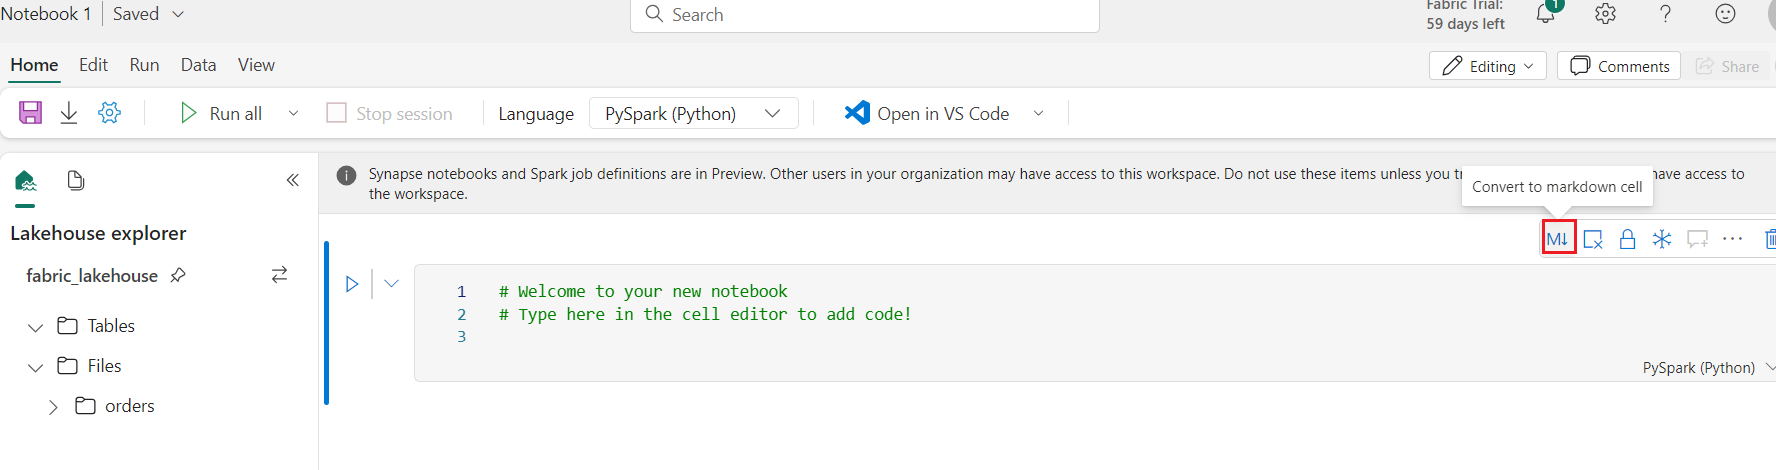 Notebook 1 | Saved
Search
Fabric Trial:
59 days left
1
?
Home Edit Run Data View
Editing
Comments
Share
Run all
Stop session
Language
PySpark (Python)
Open in VS Code
Synapse notebooks and Spark job definitions are in Preview. Other users in your organization may have access to this workspace. Do not use these items unless you have access to
the workspace.
Convert to markdown cell
M↓
...
Lakehouse explorer
fabric_lakehouse
Tables
Files
orders
1 # Welcome to your new notebook
2 # Type here in the cell editor to add code!
3
PySpark (Python)